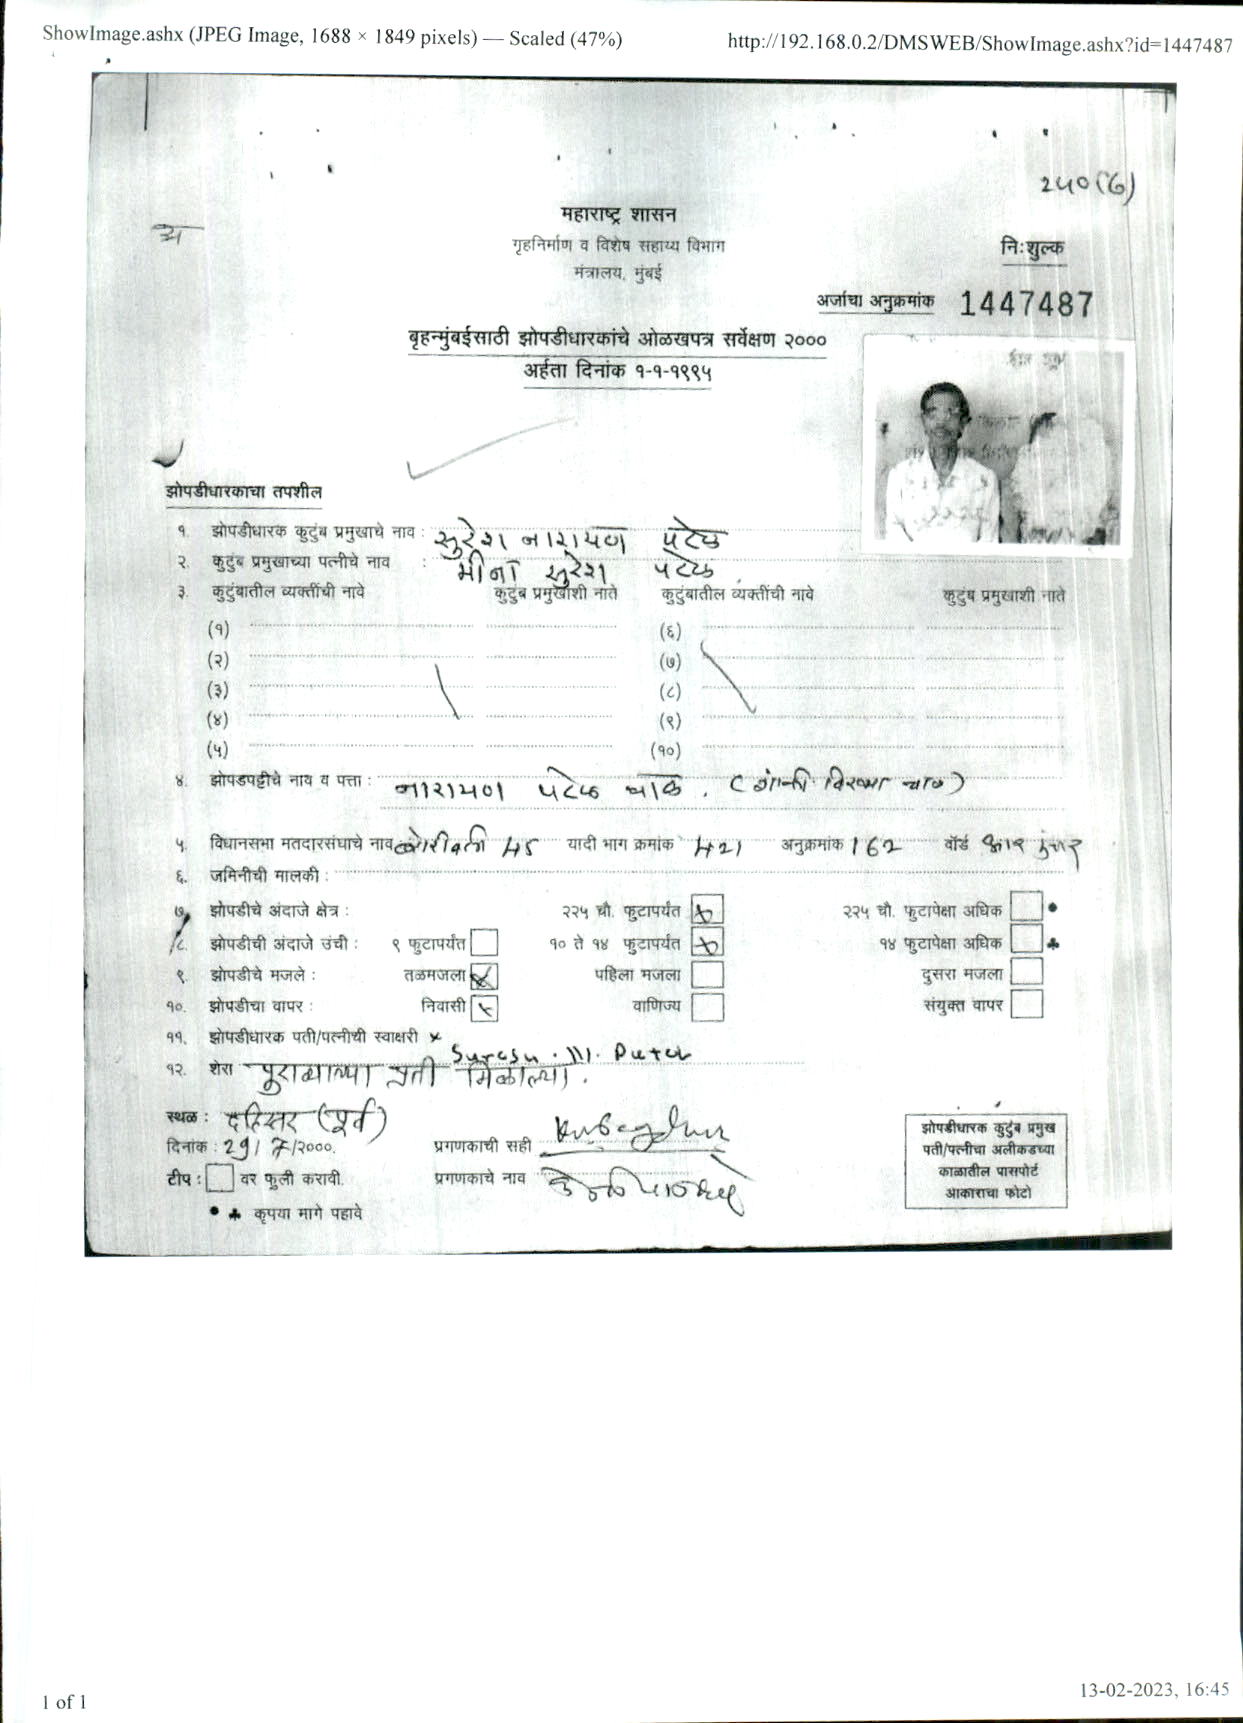 ShowImage.ashx (JPEG Image, 1688 × 1849 pixels) — Scaled (47%) http://192.168.0.2/DMSWEB/ShowImage.ashx?id=1447487
२५०(6)
अ
महाराष्ट्र शासन
गृहनिर्माण व विशेष सहाय्य विभाग
मंत्रालय, मुंबई
निःशुल्क
अर्जाचा अनुक्रमांक 1447487
बृहन्मुंबईसाठी झोपडीधारकांचे ओळखपत्र सर्वेक्षण २०००
अर्हता दिनांक १-१-१९९५
झोपडीधारकाचा तपशील
१. झोपडीधारक कुटुंब प्रमुखाचे नाव : सुरेश नारायण पटेल
२. कुटुंब प्रमुखाच्या पत्नीचे नाव : मीना सुरेश पटेल
३. कुटुंबातील व्यक्तींची नावे कुटुंब प्रमुखाशी नाते कुटुंबातील व्यक्तींची नावे कुटुंब प्रमुखाशी नाते
(१) (६)
(२) (७)
(३) (८)
(४) (९)
(५) (१०)
४. झोपडपट्टीचे नाव व पत्ता : नारायण पटेल चाळ . ( चाळ )
५. विधानसभा मतदारसंघाचे नाव बोरीवली 45 यादी भाग क्रमांक 421 अनुक्रमांक 162 वॉर्ड आर उत्तर
६. जमिनीची मालकी :
७. झोपडीचे अंदाजे क्षेत्र : २२५ चौ. फुटापर्यंत २२५ चौ. फुटापेक्षा अधिक
८. झोपडीची अंदाजे उंची : ९ फुटापर्यंत १० ते १४ फुटापर्यंत १४ फुटापेक्षा अधिक
९. झोपडीचे मजले : तळमजला पहिला मजला दुसरा मजला
१०. झोपडीचा वापर : निवासी वाणिज्य संयुक्त वापर
११. झोपडीधारक पती/पत्नीची स्वाक्षरी
Suresh . N. Patel
१२. शेरा पुराव्याच्या प्रती मिळाल्या.
स्थळ : दहिसर (पूर्व)
दिनांक : 29/7/२०००. प्रगणकाची सही
टीप : वर फुली करावी. प्रगणकाचे नाव
● ♣ कृपया मागे पहावे
झोपडीधारक कुटुंब प्रमुख
पती/पत्नीचा अलीकडच्या
काळातील पासपोर्ट
आकाराचा फोटो
1 of 1 13-02-2023, 16:45